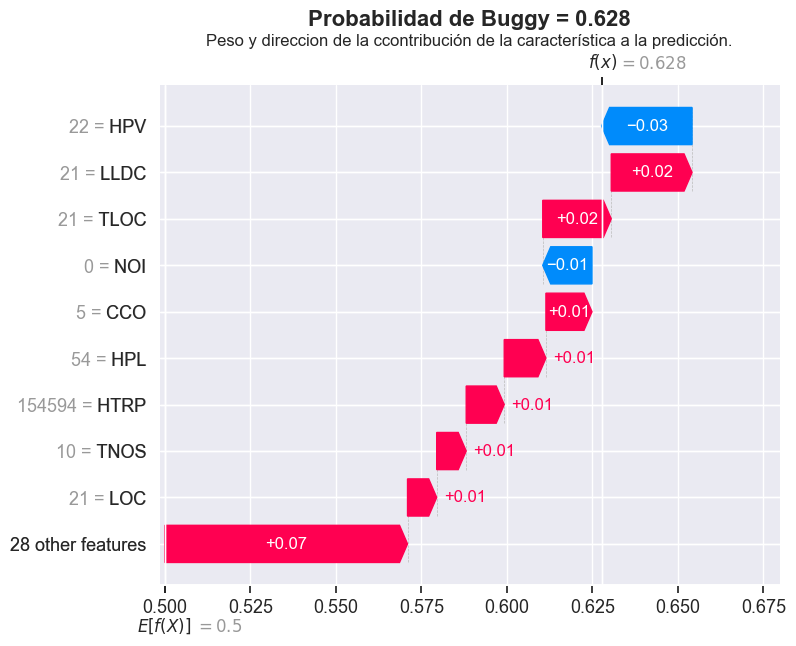 Probabilidad de Buggy = 0.628
Peso y direccion de la ccontribución de la característica a la predicción.
f(x) = 0.628
22 = HPV −0.03
21 = LLDC +0.02
21 = TLOC +0.02
0 = NOI −0.01
5 = CCO +0.01
54 = HPL +0.01
154594 = HTRP +0.01
10 = TNOS +0.01
21 = LOC +0.01
28 other features +0.07
0.500 0.525 0.550 0.575 0.600 0.625 0.650 0.675
E[f(X)] = 0.5